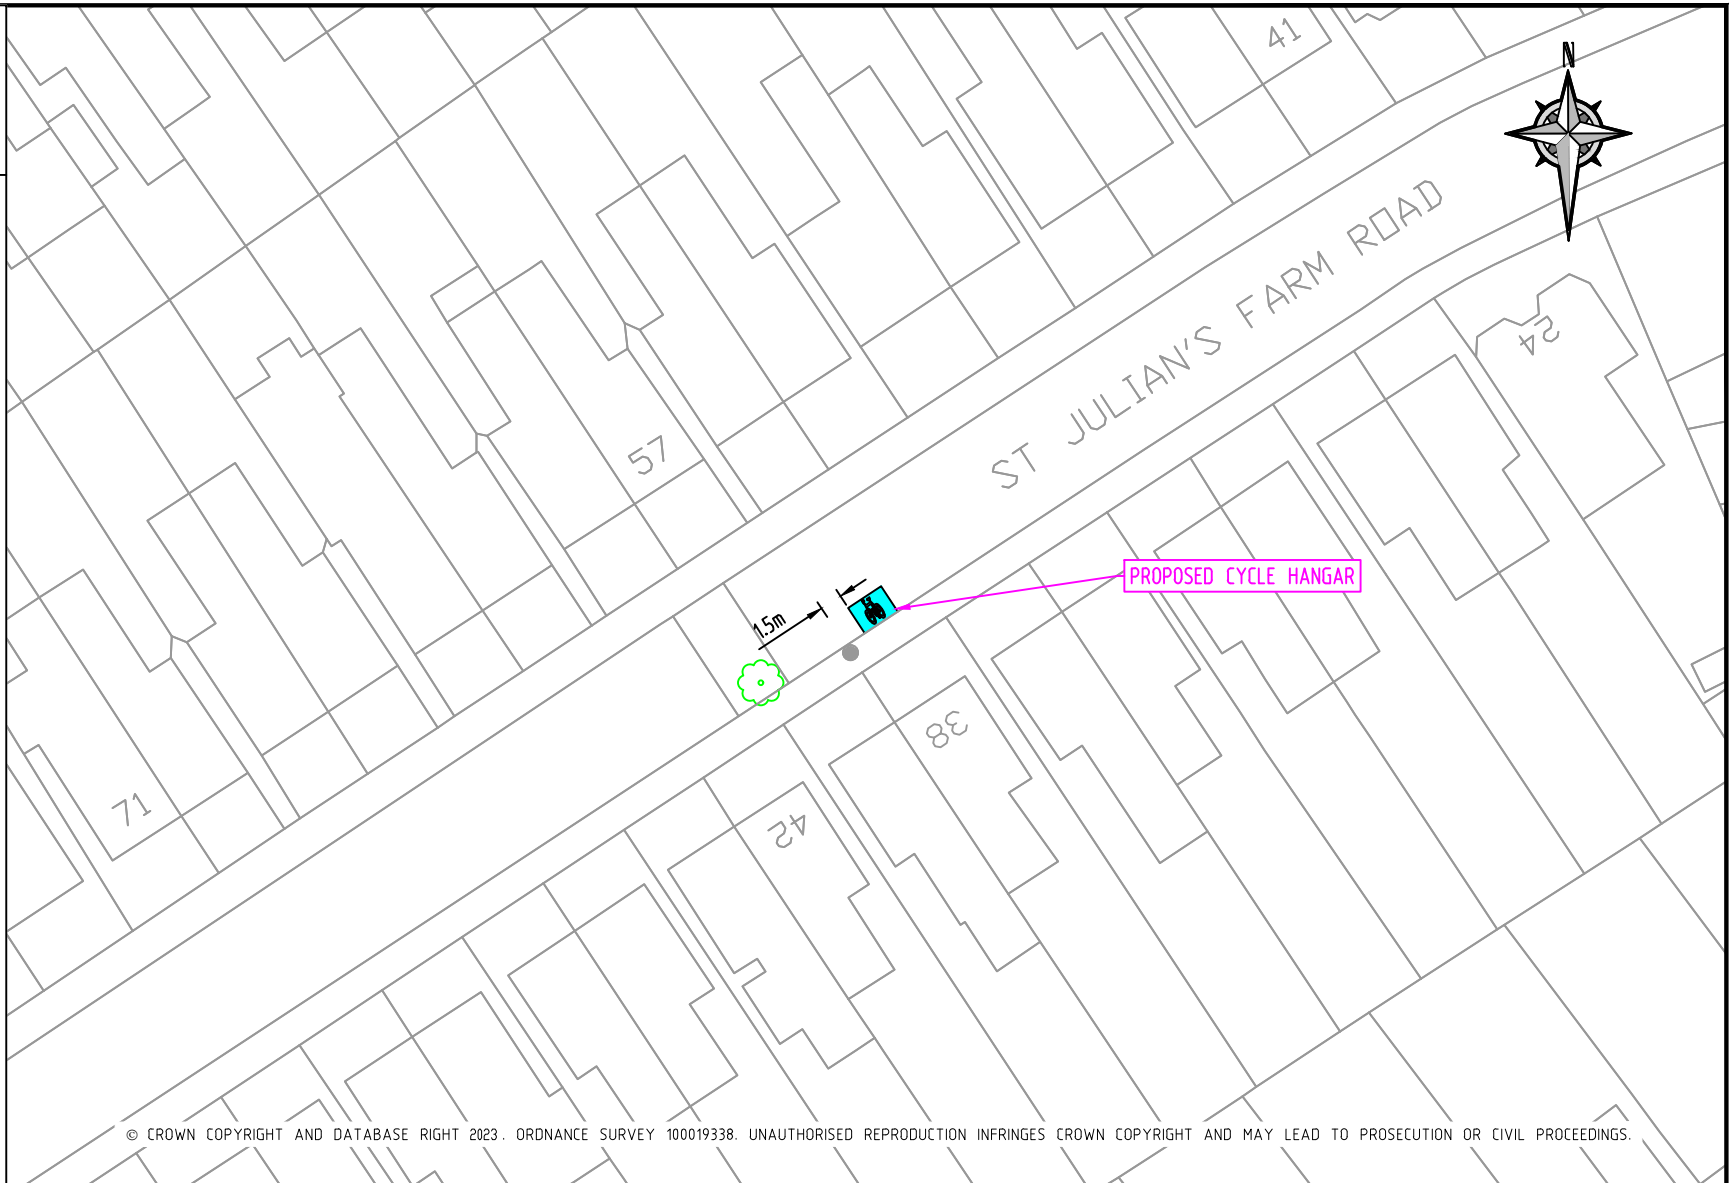 41
N
ST JULIAN'S FARM ROAD
24
57
PROPOSED CYCLE HANGAR
1.5m
38
71
42
© CROWN COPYRIGHT AND DATABASE RIGHT 2023. ORDNANCE SURVEY 100019338. UNAUTHORISED REPRODUCTION INFRINGES CROWN COPYRIGHT AND MAY LEAD TO PROSECUTION OR CIVIL PROCEEDINGS.